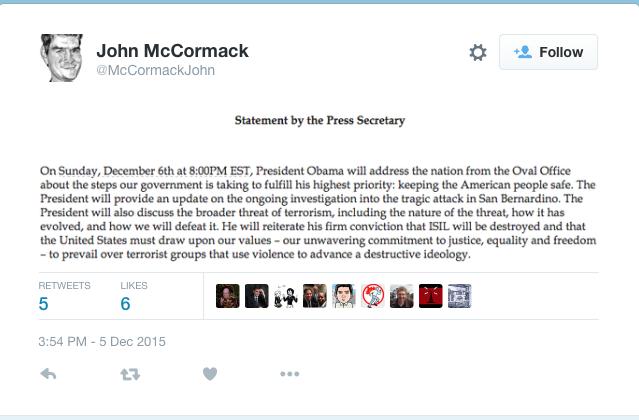 John McCormack
@McCormackJohn
Follow
Statement by the Press Secretary
On Sunday, December 6th at 8:00PM EST, President Obama will address the nation from the Oval Office
about the steps our government is taking to fulfill his highest priority: keeping the American people safe. The
President will provide an update on the ongoing investigation into the tragic attack in San Bernardino. The
President will also discuss the broader threat of terrorism, including the nature of the threat, how it has
evolved, and how we will defeat it. He will reiterate his firm conviction that ISIL will be destroyed and that
the United States must draw upon our values – our unwavering commitment to justice, equality and freedom
– to prevail over terrorist groups that use violence to advance a destructive ideology.
RETWEETS LIKES
5 6
3:54 PM - 5 Dec 2015